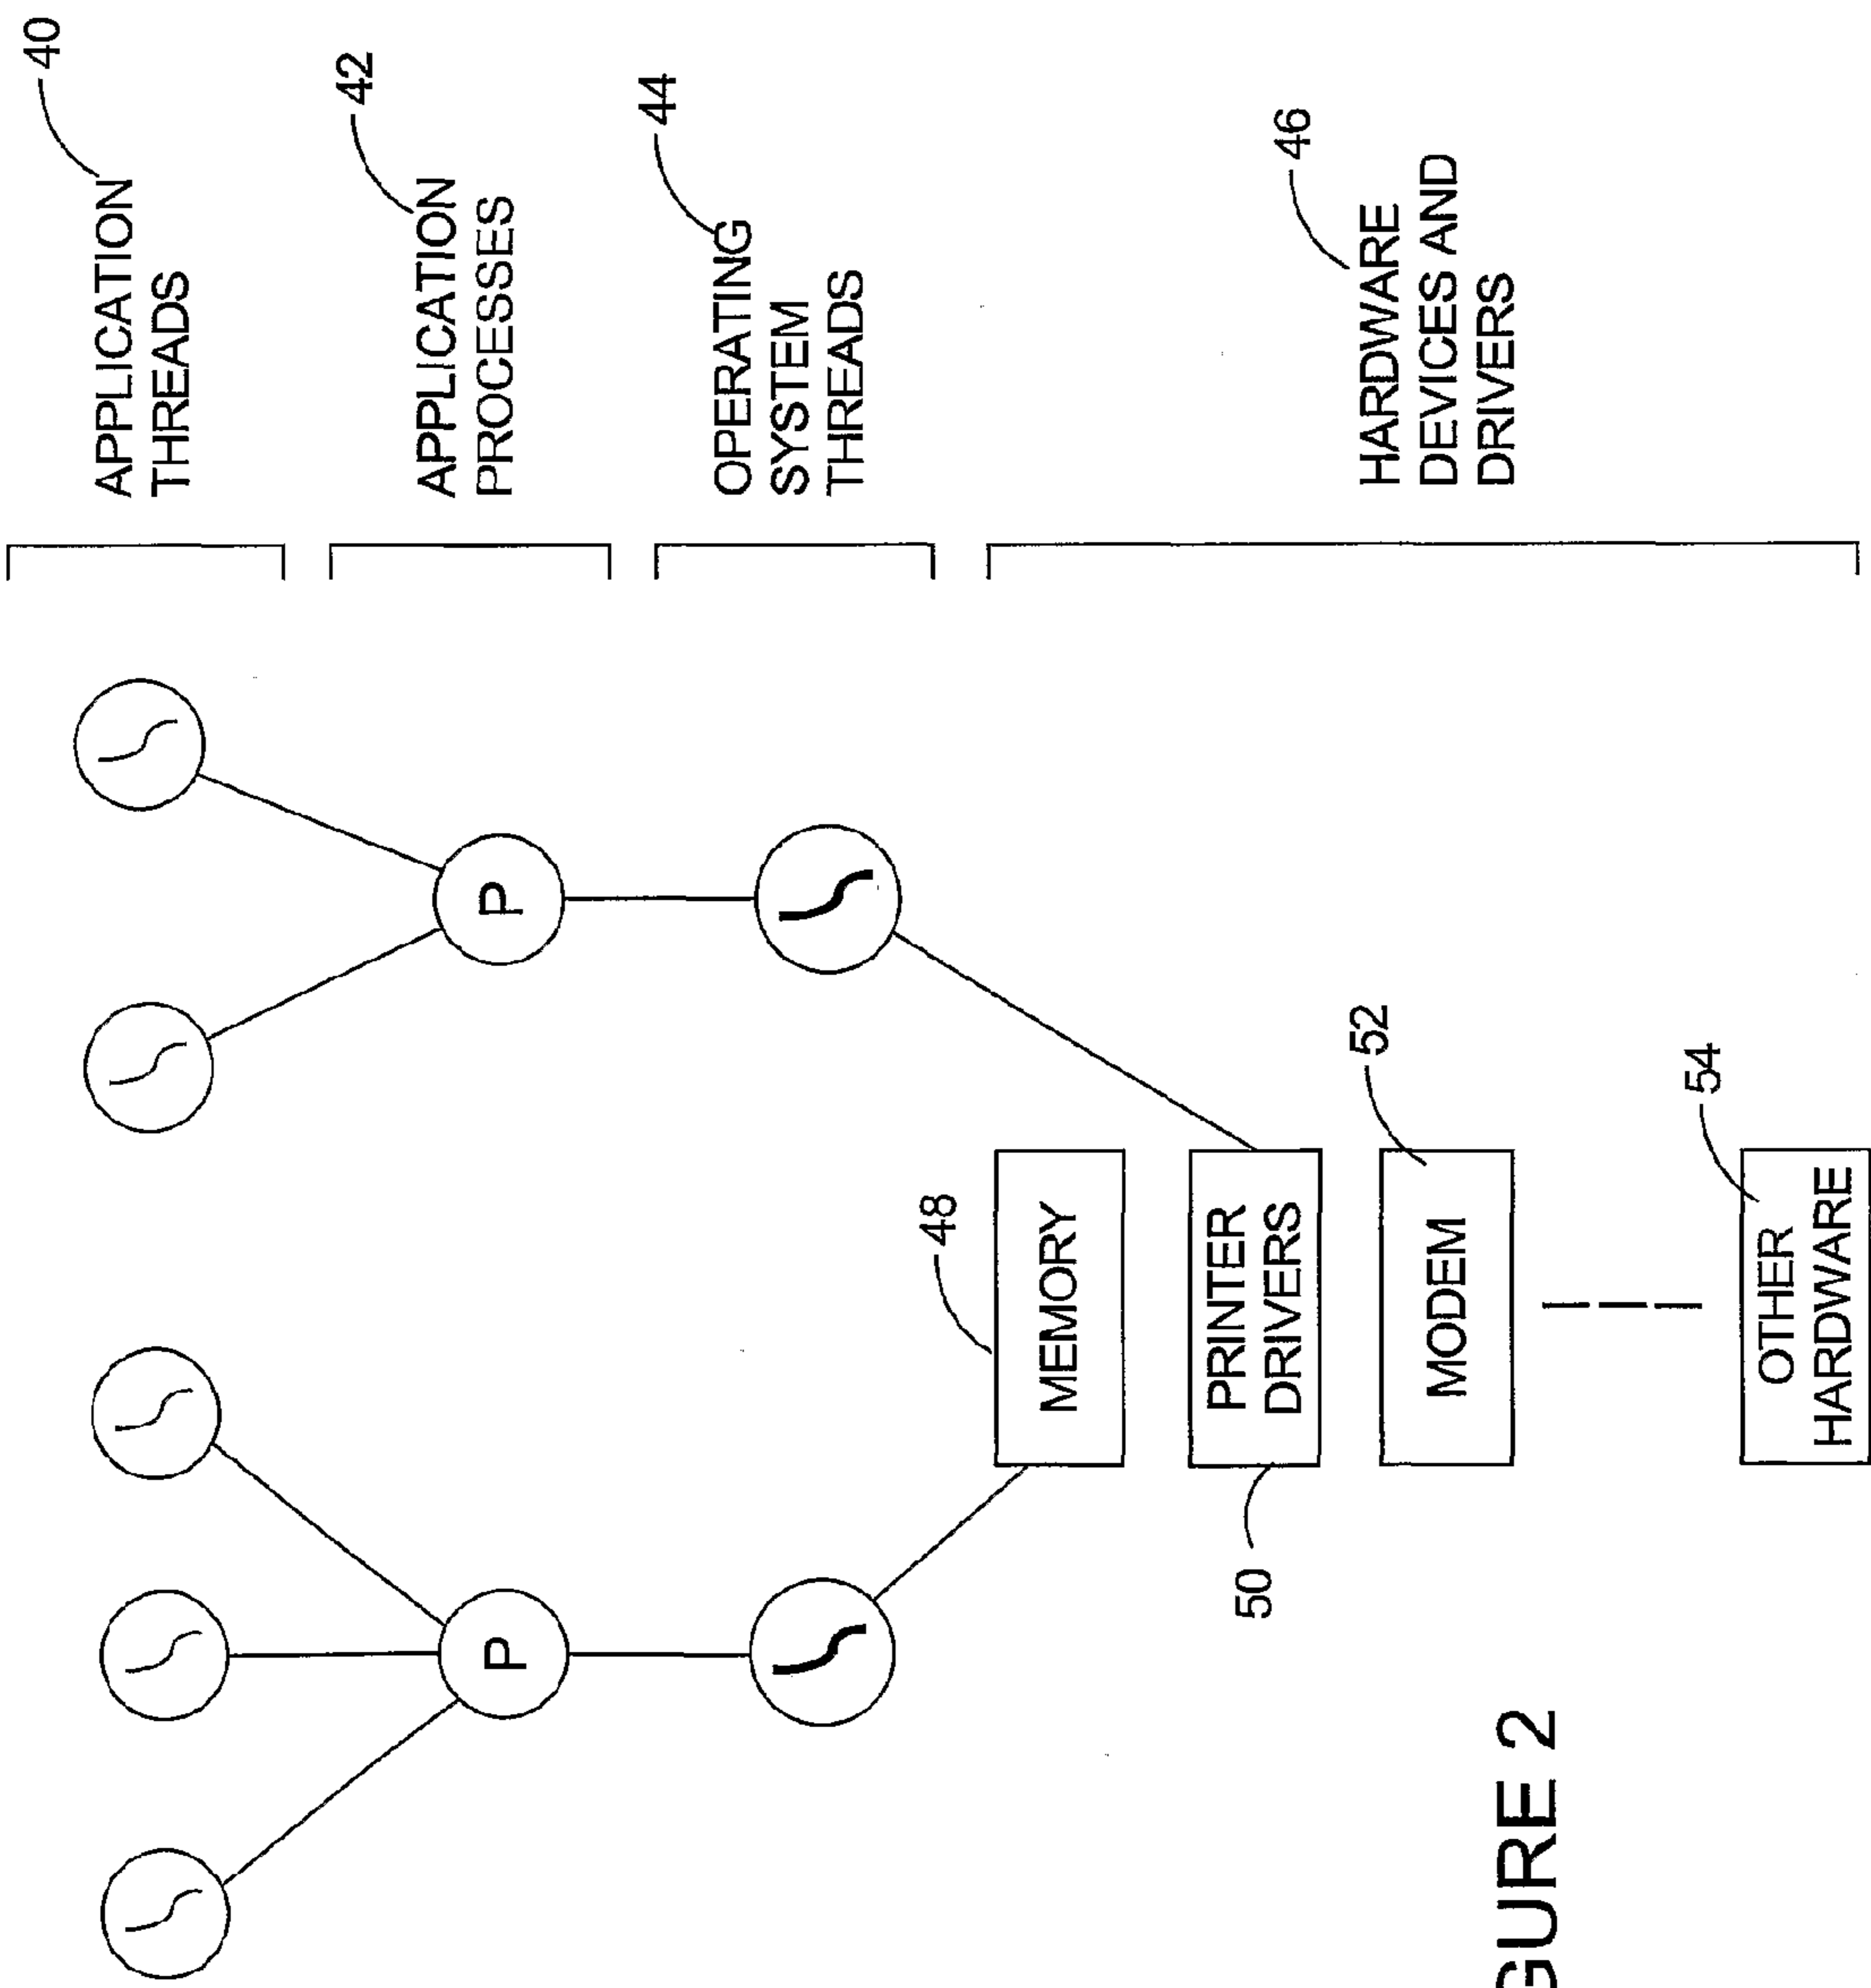 40
APPLICATION
THREADS
42
APPLICATION
PROCESSES
44
OPERATING
SYSTEM
THREADS
46
HARDWARE
DEVICES AND
DRIVERS
P
P
48
MEMORY
50
PRINTER
DRIVERS
52
MODEM
54
OTHER
HARDWARE
GURE 2